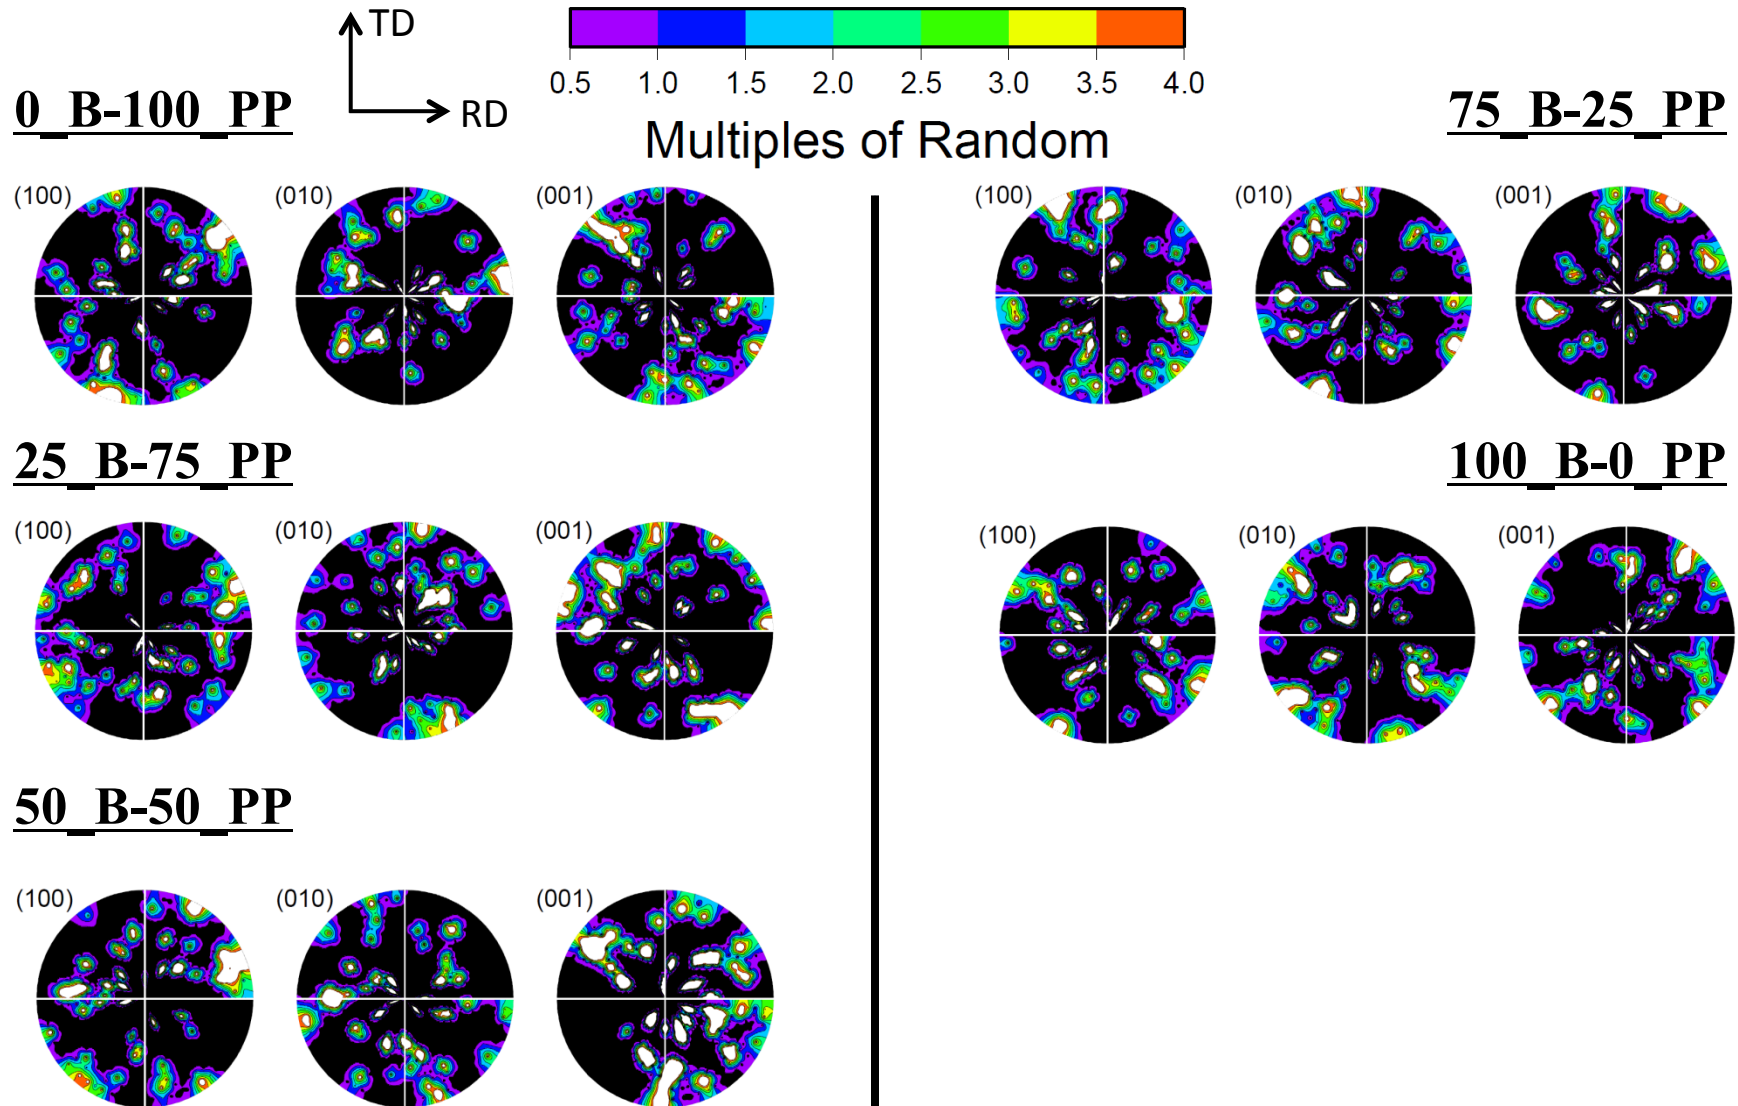 TD
RD
0.5 1.0 1.5 2.0 2.5 3.0 3.5 4.0
Multiples of Random
0_B-100_PP
(100) (010) (001)
25_B-75_PP
(100) (010) (001)
50_B-50_PP
(100) (010) (001)
75_B-25_PP
(100) (010) (001)
100_B-0_PP
(100) (010) (001)